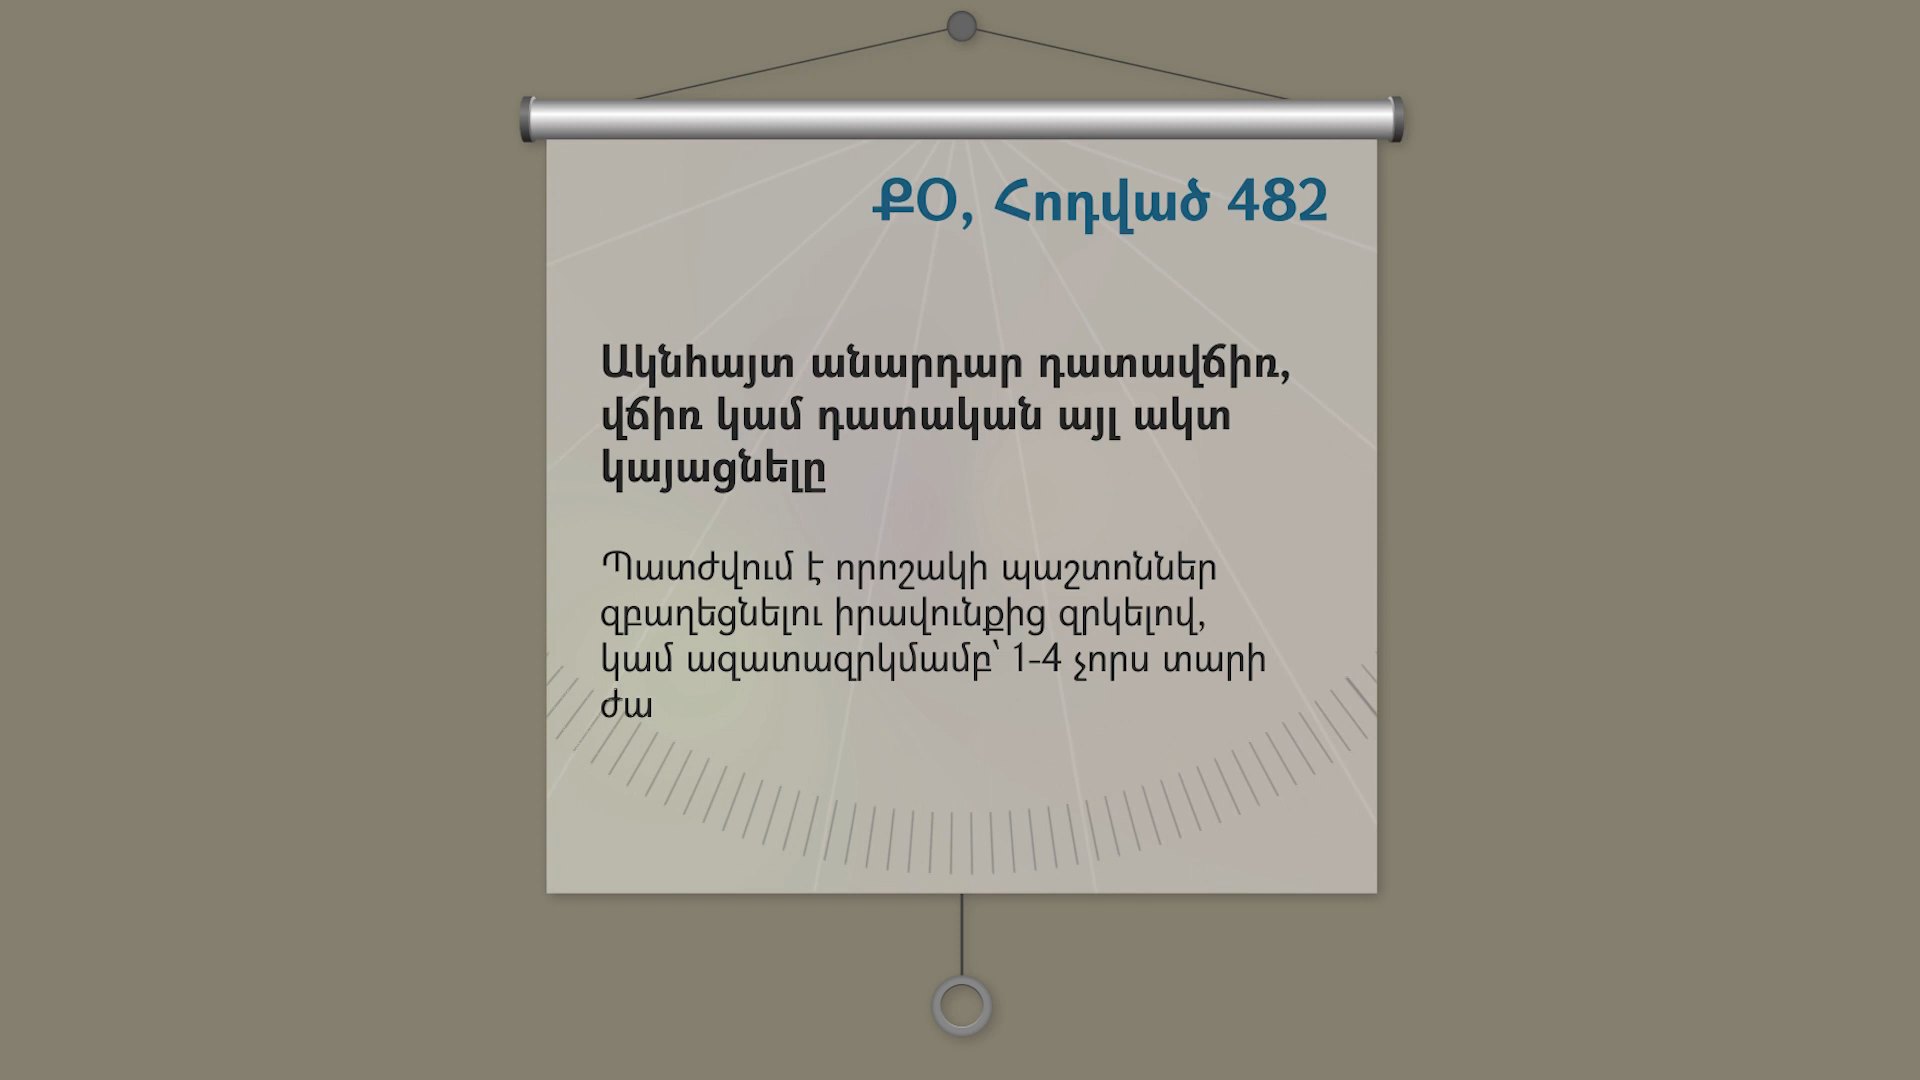 ՔՕ, Հոդված 482
Ակնհայտ անարդար դատավճիռ,
վճիռ կամ դատական այլ ակտ
կայացնելը
Պատժվում է որոշակի պաշտոններ
զբաղեցնելու իրավունքից զրկելով,
կամ ազատազրկմամբ՝ 1-4 չորս տարի
ժա